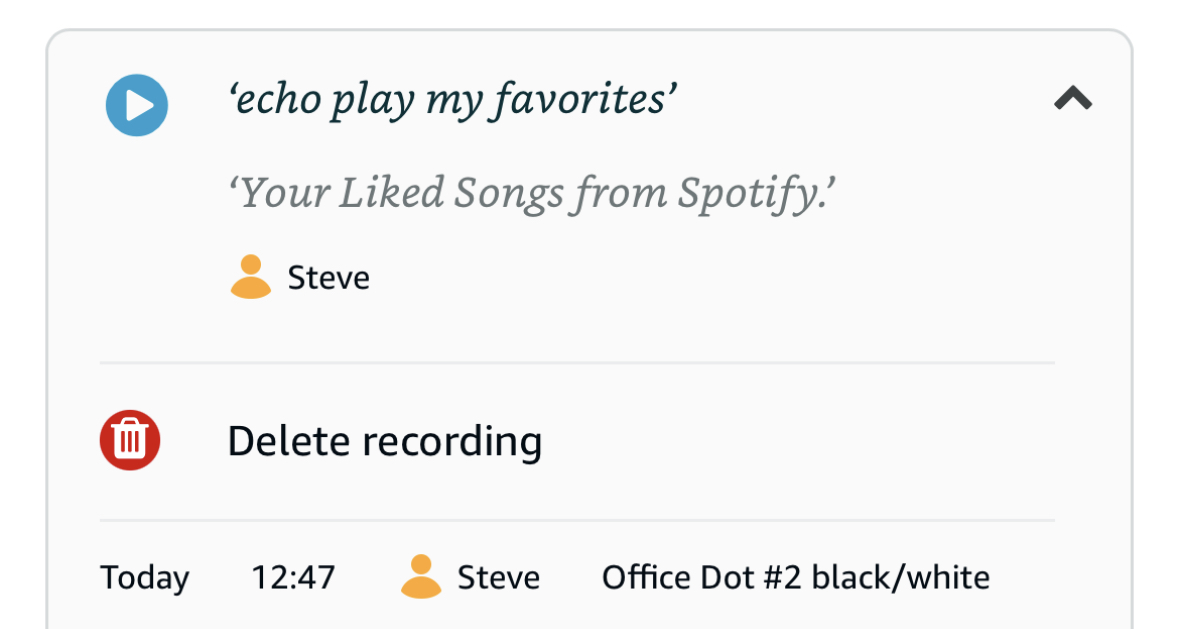 ‘echo play my favorites’
‘Your Liked Songs from Spotify.’
Steve
Delete recording
Today 12:47 Steve Office Dot #2 black/white